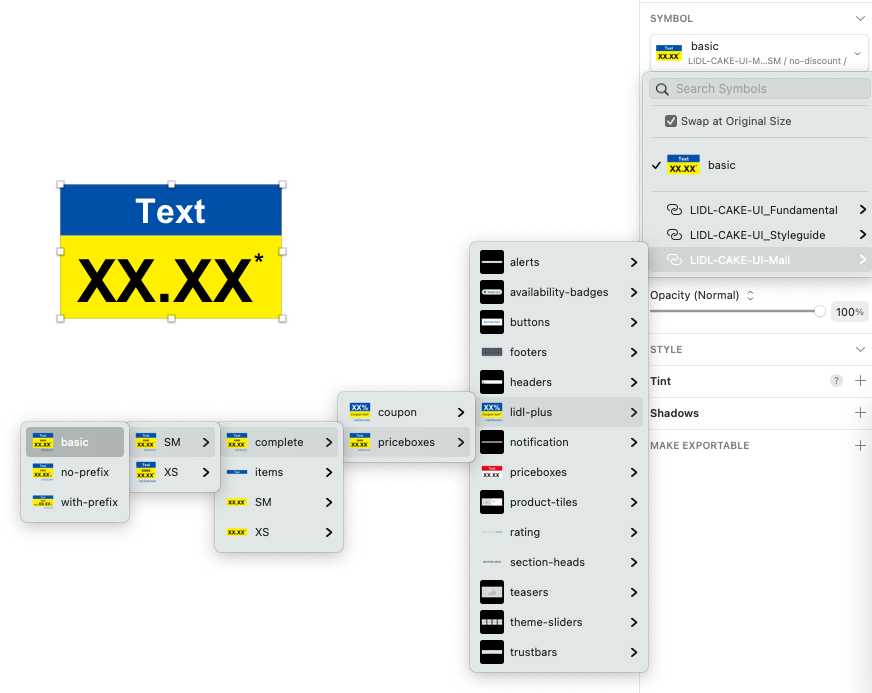 SYMBOL
basic
LIDL-CAKE-UI-M...SM / no-discount /
Search Symbols
Swap at Original Size
basic
LIDL-CAKE-UI_Fundamental
LIDL-CAKE-UI_Styleguide
LIDL-CAKE-UI-Mail
Opacity (Normal)
100%
STYLE
Tint
?
Shadows
MAKE EXPORTABLE
Text
XX.XX*
alerts
availability-badges
buttons
footers
headers
lidl-plus
notification
priceboxes
product-tiles
rating
section-heads
teasers
theme-sliders
trustbars
coupon
priceboxes
complete
items
SM
XS
SM
XS
basic
no-prefix
with-prefix